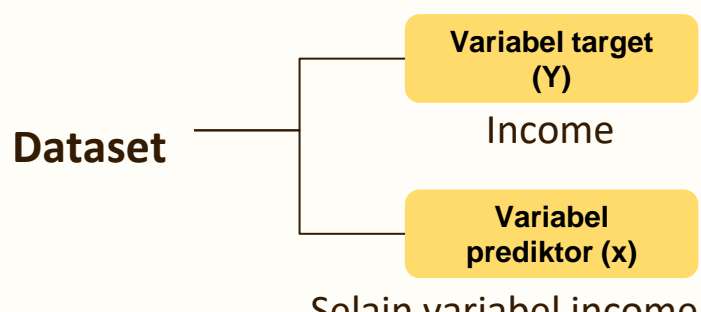 Dataset
Variabel target
(Y)
Income
Variabel
prediktor (x)
Selain variabel income